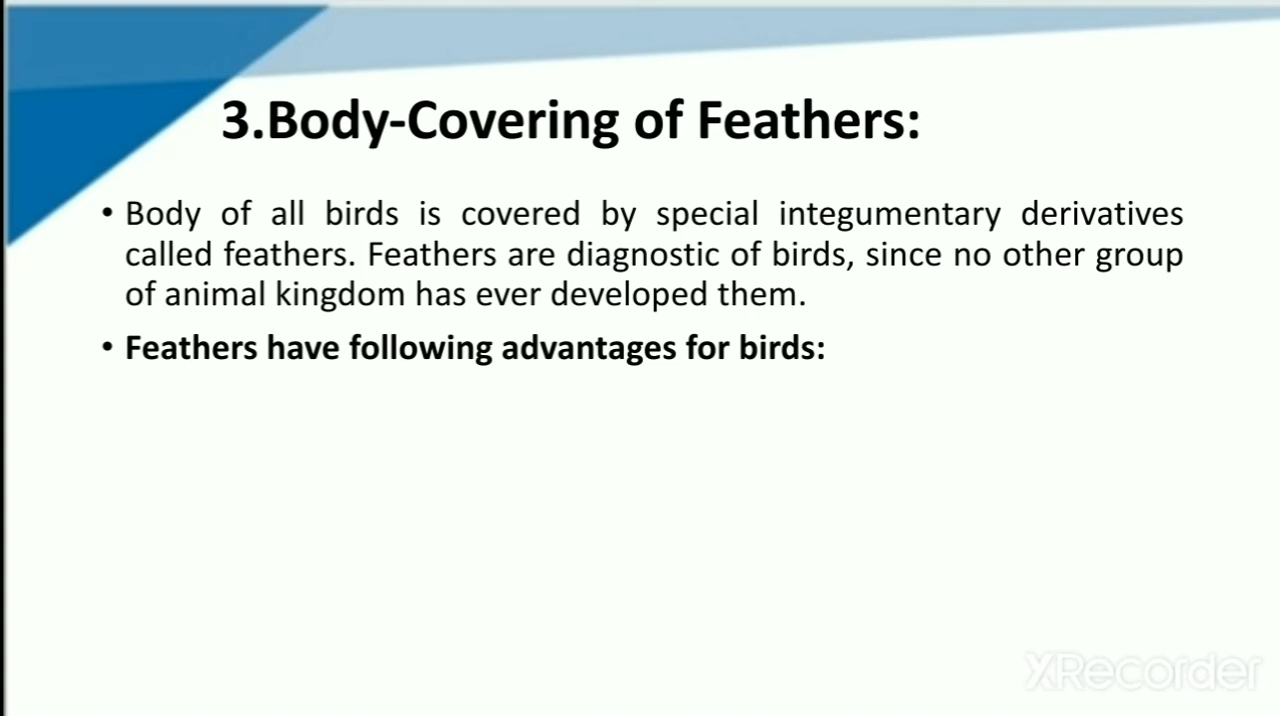 3.Body-Covering of Feathers:
• Body of all birds is covered by special integumentary derivatives
called feathers. Feathers are diagnostic of birds, since no other group
of animal kingdom has ever developed them.
• Feathers have following advantages for birds:
XRecorder